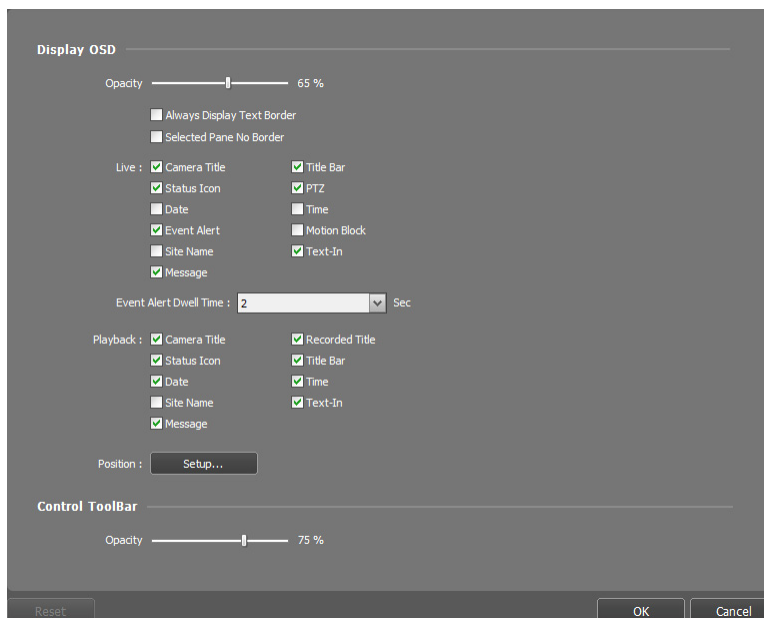 Display OSD
Opacity 65 %
Always Display Text Border
Selected Pane No Border
Live : Camera Title Title Bar
Status Icon PTZ
Date Time
Event Alert Motion Block
Site Name Text-In
Message
Event Alert Dwell Time : 2 Sec
Playback : Camera Title Recorded Title
Status Icon Title Bar
Date Time
Site Name Text-In
Message
Position : Setup...
Control ToolBar
Opacity 75 %
Reset OK Cancel